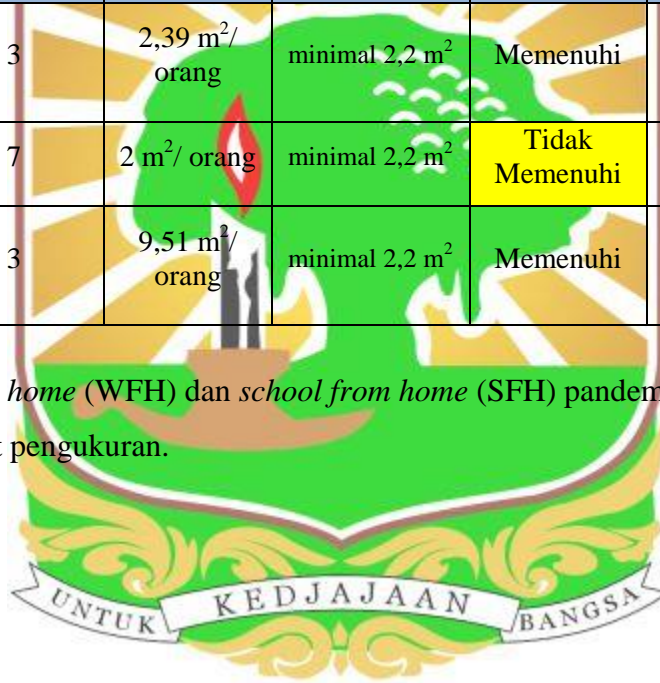 3 2,39 m²/ orang minimal 2,2 m² Memenuhi
7 2 m²/ orang minimal 2,2 m² Tidak Memenuhi
3 9,51 m²/ orang minimal 2,2 m² Memenuhi
home (WFH) dan school from home (SFH) pandem
t pengukuran.
UNTUK KEDJAJAAN BANGSA